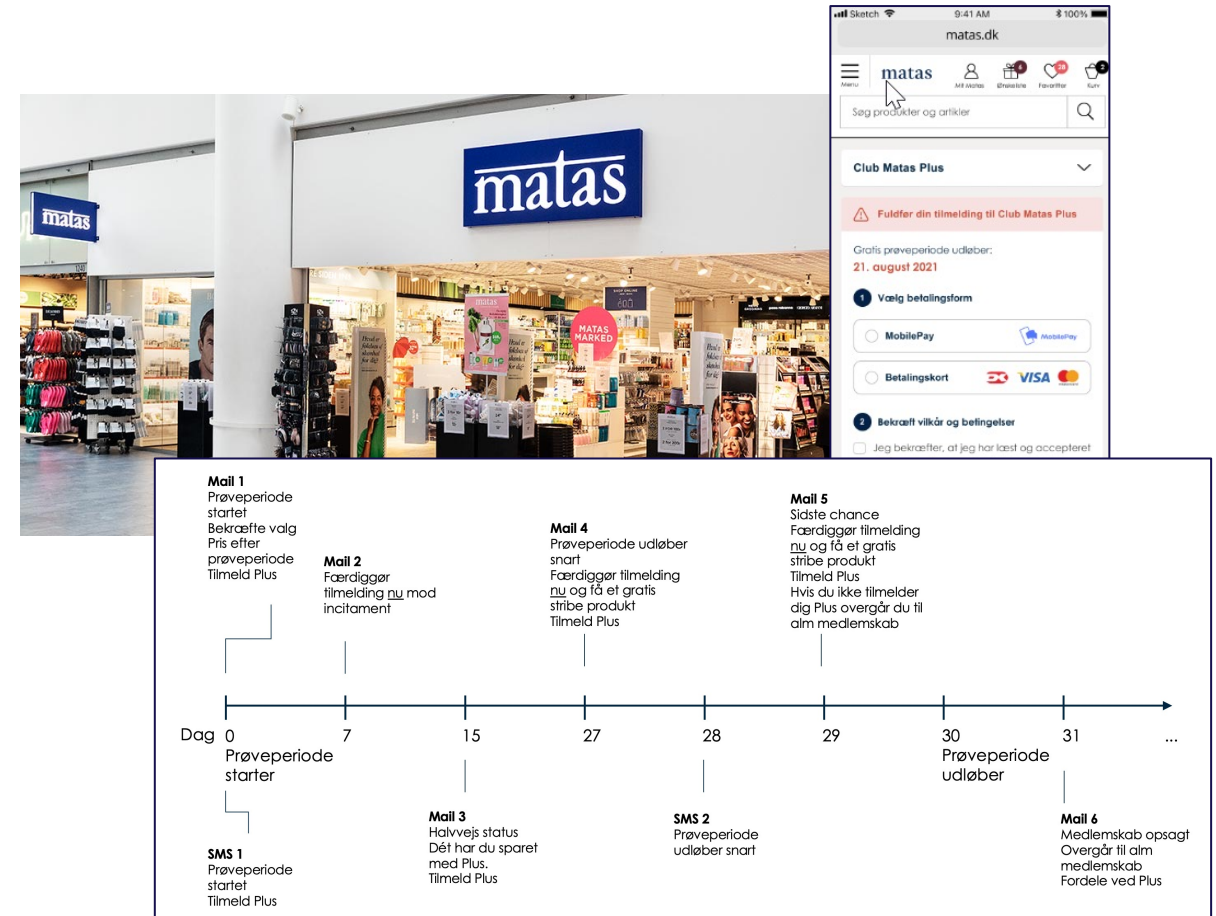 Sketch
9:41 AM
100%
matas.dk
matas
Menu
Mit Matas
Ønskeliste
Favoritter
Kurv
4
28
2
Søg produkter og artikler
Club Matas Plus
Fuldfør din tilmelding til Club Matas Plus
Gratis prøveperiode udløber:
21. august 2021
1 Vælg betalingsform
MobilePay
MobilePay
Betalingskort
VISA
2 Bekræft vilkår og betingelser
Jeg bekræfter, at jeg har læst og accepteret
matas
matas
1240
matas
MATAS
MARKED
SHOP ONLINE
Mail 1
Prøveperiode
startet
Bekræfte valg
Pris efter
prøveperiode
Tilmeld Plus
Mail 2
Færdiggør
tilmelding nu mod
incitament
Mail 4
Prøveperiode udløber
snart
Færdiggør tilmelding
nu og få et gratis
stribe produkt
Tilmeld Plus
Mail 5
Sidste chance
Færdiggør tilmelding
nu og få et gratis
stribe produkt
Tilmeld Plus
Hvis du ikke tilmelder
dig Plus overgår du til
alm medlemskab
Dag 0 7 15 27 28 29 30 31 ...
Prøveperiode
starter
Prøveperiode
udløber
SMS 1
Prøveperiode
startet
Tilmeld Plus
Mail 3
Halvvejs status
Dét har du sparet
med Plus.
Tilmeld Plus
SMS 2
Prøveperiode
udløber snart
Mail 6
Medlemskab opsagt
Overgår til alm
medlemskab
Fordele ved Plus